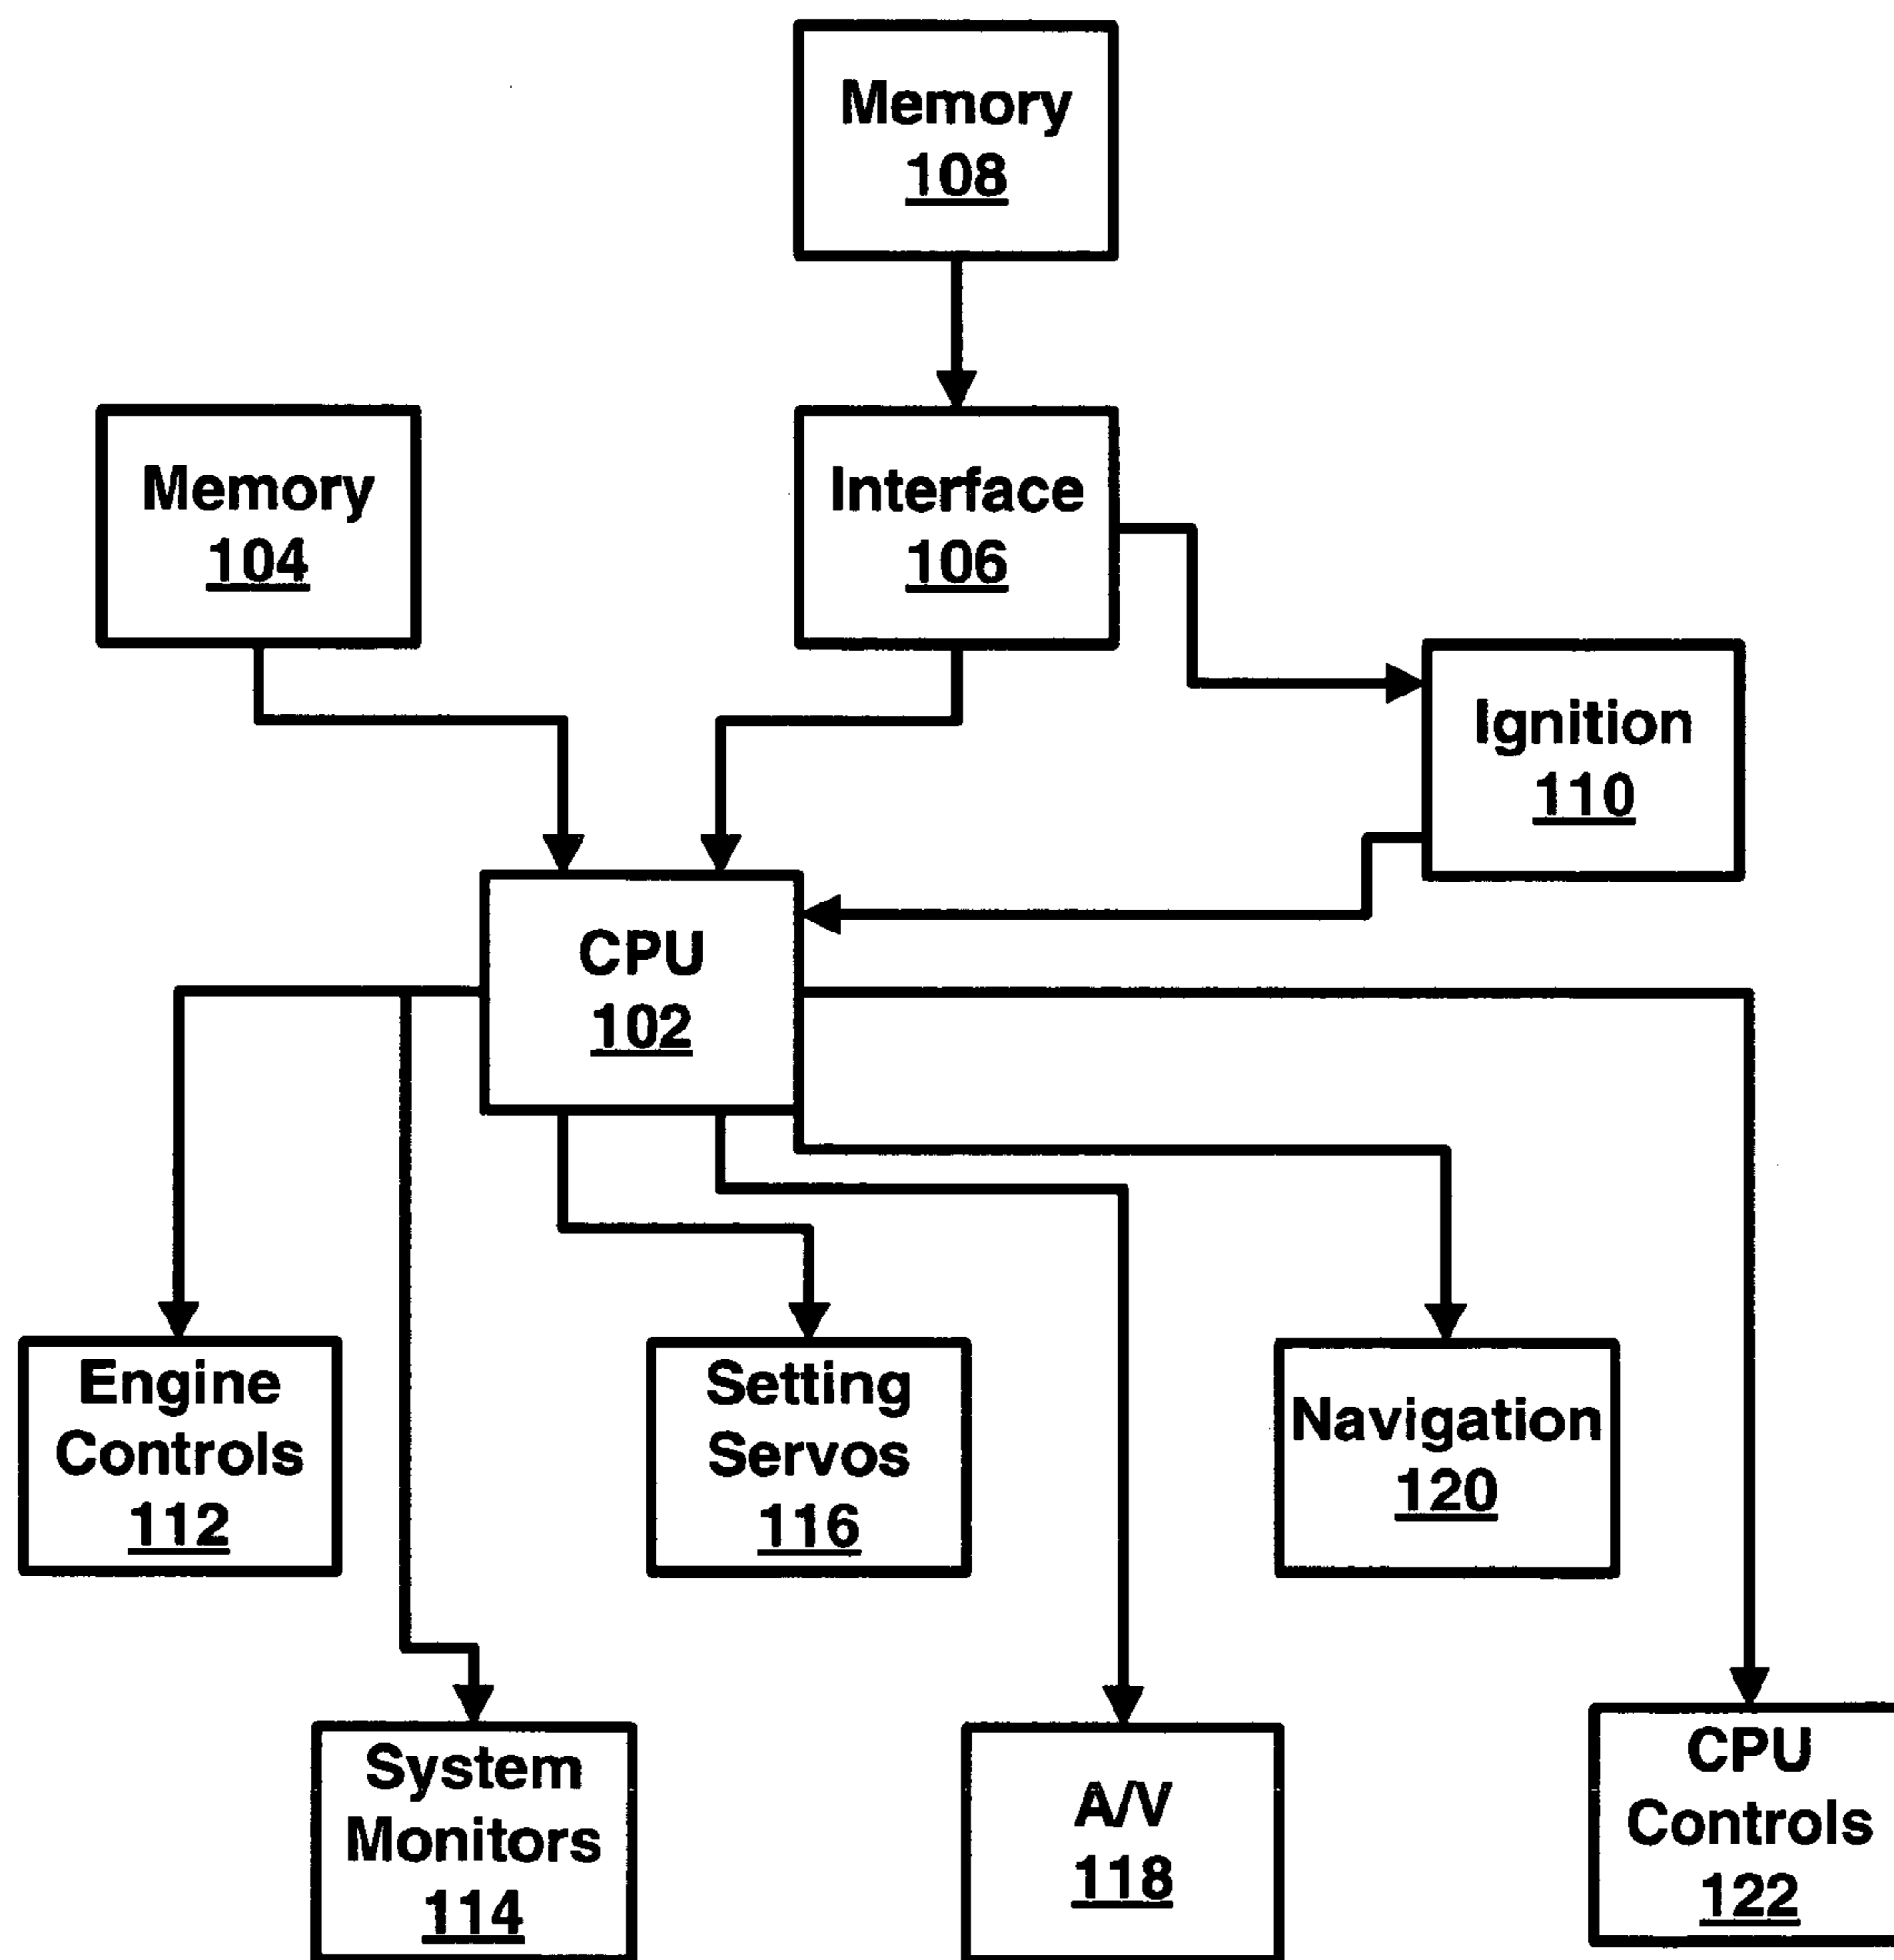 Memory
108
Memory
104
Interface
106
Ignition
110
CPU
102
Engine
Controls
112
Setting
Servos
116
Navigation
120
System
Monitors
114
A/V
118
CPU
Controls
122